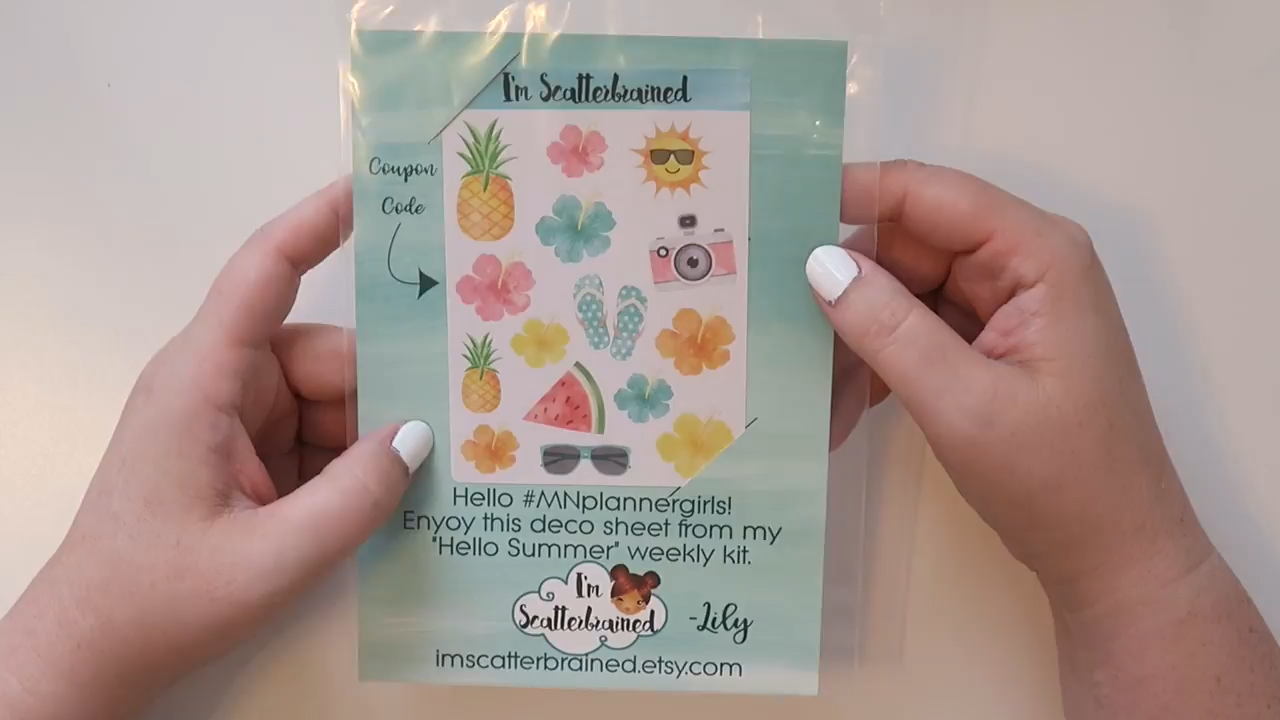 I'm Scatterbrained
Coupon
Code
Hello #MNplannergirls!
Enyoy this deco sheet from my
"Hello Summer" weekly kit.
I'm
Scatterbrained
-Lily
imscatterbrained.etsy.com